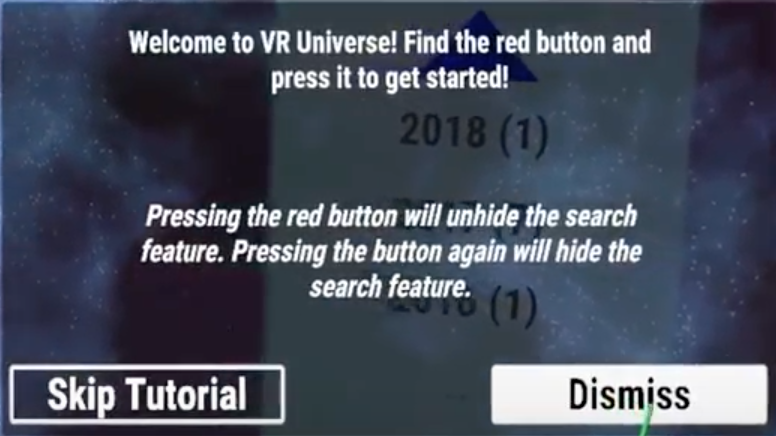 Welcome to VR Universe! Find the red button and
press it to get started!
2018 (1)
Pressing the red button will unhide the search
feature. Pressing the button again will hide the
search feature.
(1)
Skip Tutorial
Dismiss